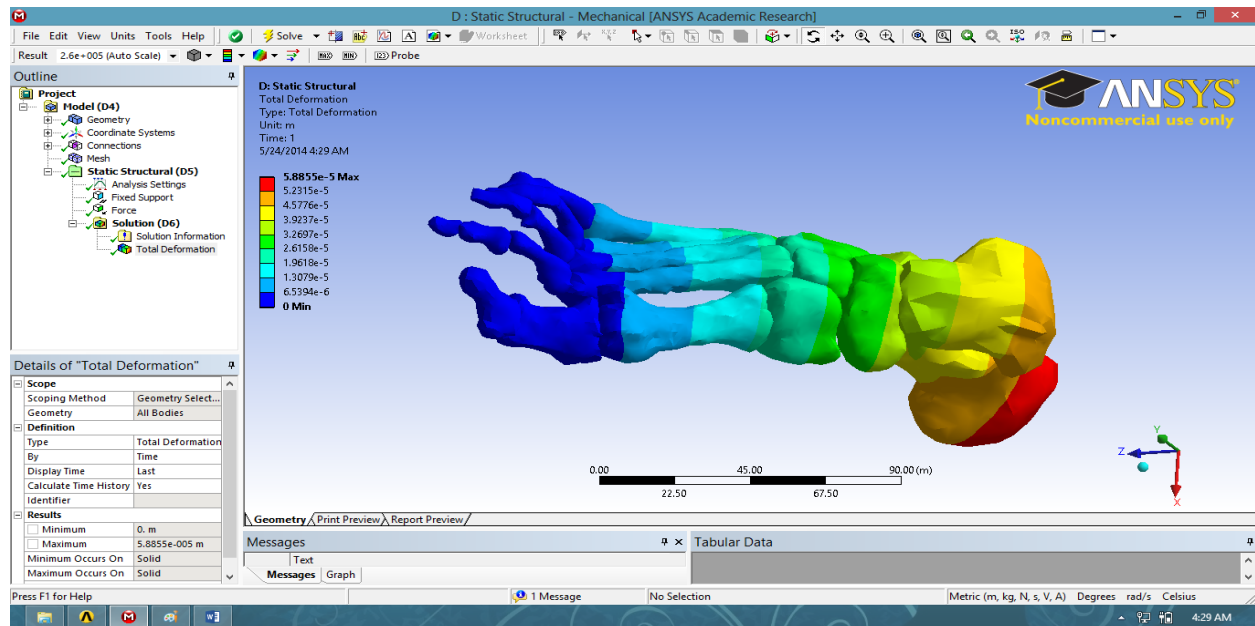 D : Static Structural - Mechanical [ANSYS Academic Research]
File Edit View Units Tools Help Solve Worksheet
Result 2.6e+005 (Auto Scale) MAX MIN Probe
Outline
Project
Model (D4)
Geometry
Coordinate Systems
Connections
Mesh
Static Structural (D5)
Analysis Settings
Fixed Support
Force
Solution (D6)
Solution Information
Total Deformation
D: Static Structural
Total Deformation
Type: Total Deformation
Unit: m
Time: 1
5/24/2014 4:29 AM
5.8855e-5 Max
5.2315e-5
4.5776e-5
3.9237e-5
3.2697e-5
2.6158e-5
1.9618e-5
1.3079e-5
6.5394e-6
0 Min
ANSYS
Noncommercial use only
0.00 45.00 90.00 (m)
22.50 67.50
Y
Z
X
Details of "Total Deformation"
Scope
Scoping Method Geometry Select...
Geometry All Bodies
Definition
Type Total Deformation
By Time
Display Time Last
Calculate Time History Yes
Identifier
Results
Minimum 0. m
Maximum 5.8855e-005 m
Minimum Occurs On Solid
Maximum Occurs On Solid
Geometry Print Preview Report Preview
Messages
Text
Messages Graph
Tabular Data
Press F1 for Help 1 Message No Selection Metric (m, kg, N, s, V, A) Degrees rad/s Celsius
4:29 AM